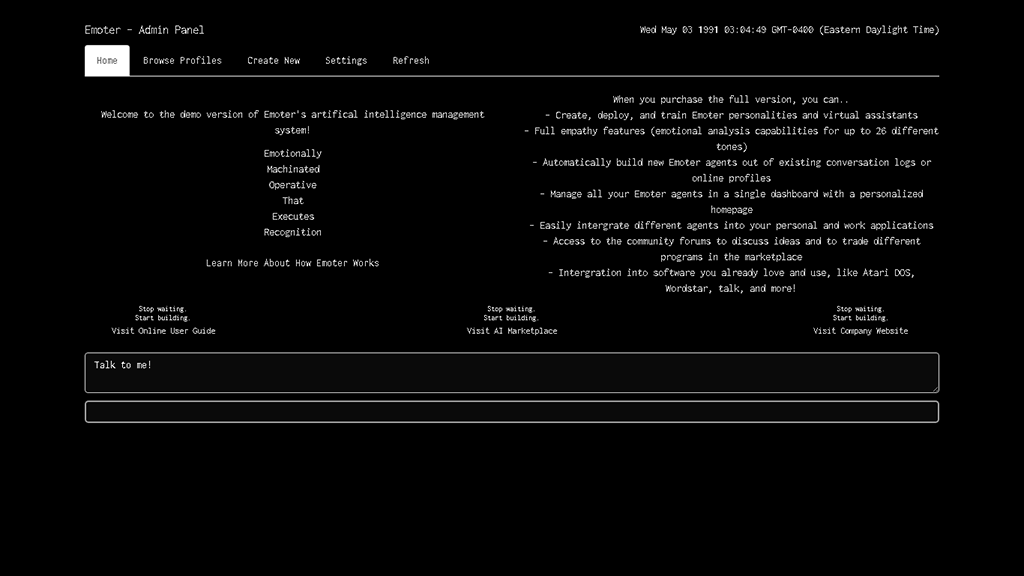 Emoter - Admin Panel
Wed May 03 1991 03:04:49 GMT-0400 (Eastern Daylight Time)
Home
Browse Profiles
Create New
Settings
Refresh
Welcome to the demo version of Emoter's artifical intelligence management
system!
Emotionally
Machinated
Operative
That
Executes
Recognition
Learn More About How Emoter Works
When you purchase the full version, you can..
- Create, deploy, and train Emoter personalities and virtual assistants
- Full empathy features (emotional analysis capabilities for up to 26 different
tones)
- Automatically build new Emoter agents out of existing conversation logs or
online profiles
- Manage all your Emoter agents in a single dashboard with a personalized
homepage
- Easily intergrate different agents into your personal and work applications
- Access to the community forums to discuss ideas and to trade different
programs in the marketplace
- Intergration into software you already love and use, like Atari DOS,
Wordstar, talk, and more!
Stop waiting.
Start building.
Visit Online User Guide
Stop waiting.
Start building.
Visit AI Marketplace
Stop waiting.
Start building.
Visit Company Website
Talk to me!